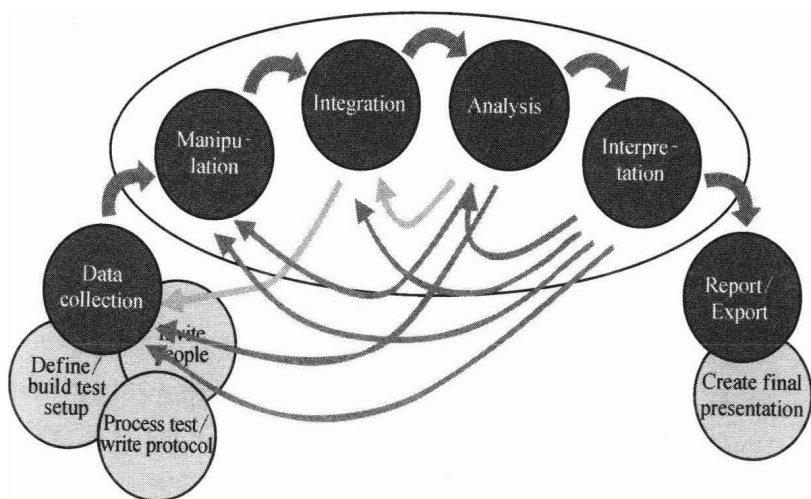 Integration
Analysis
Manipu-
lation
Interpre-
tation
Data
collection
Invite
people
Define/
build test
setup
Process test/
write protocol
Report/
Export
Create final
presentation